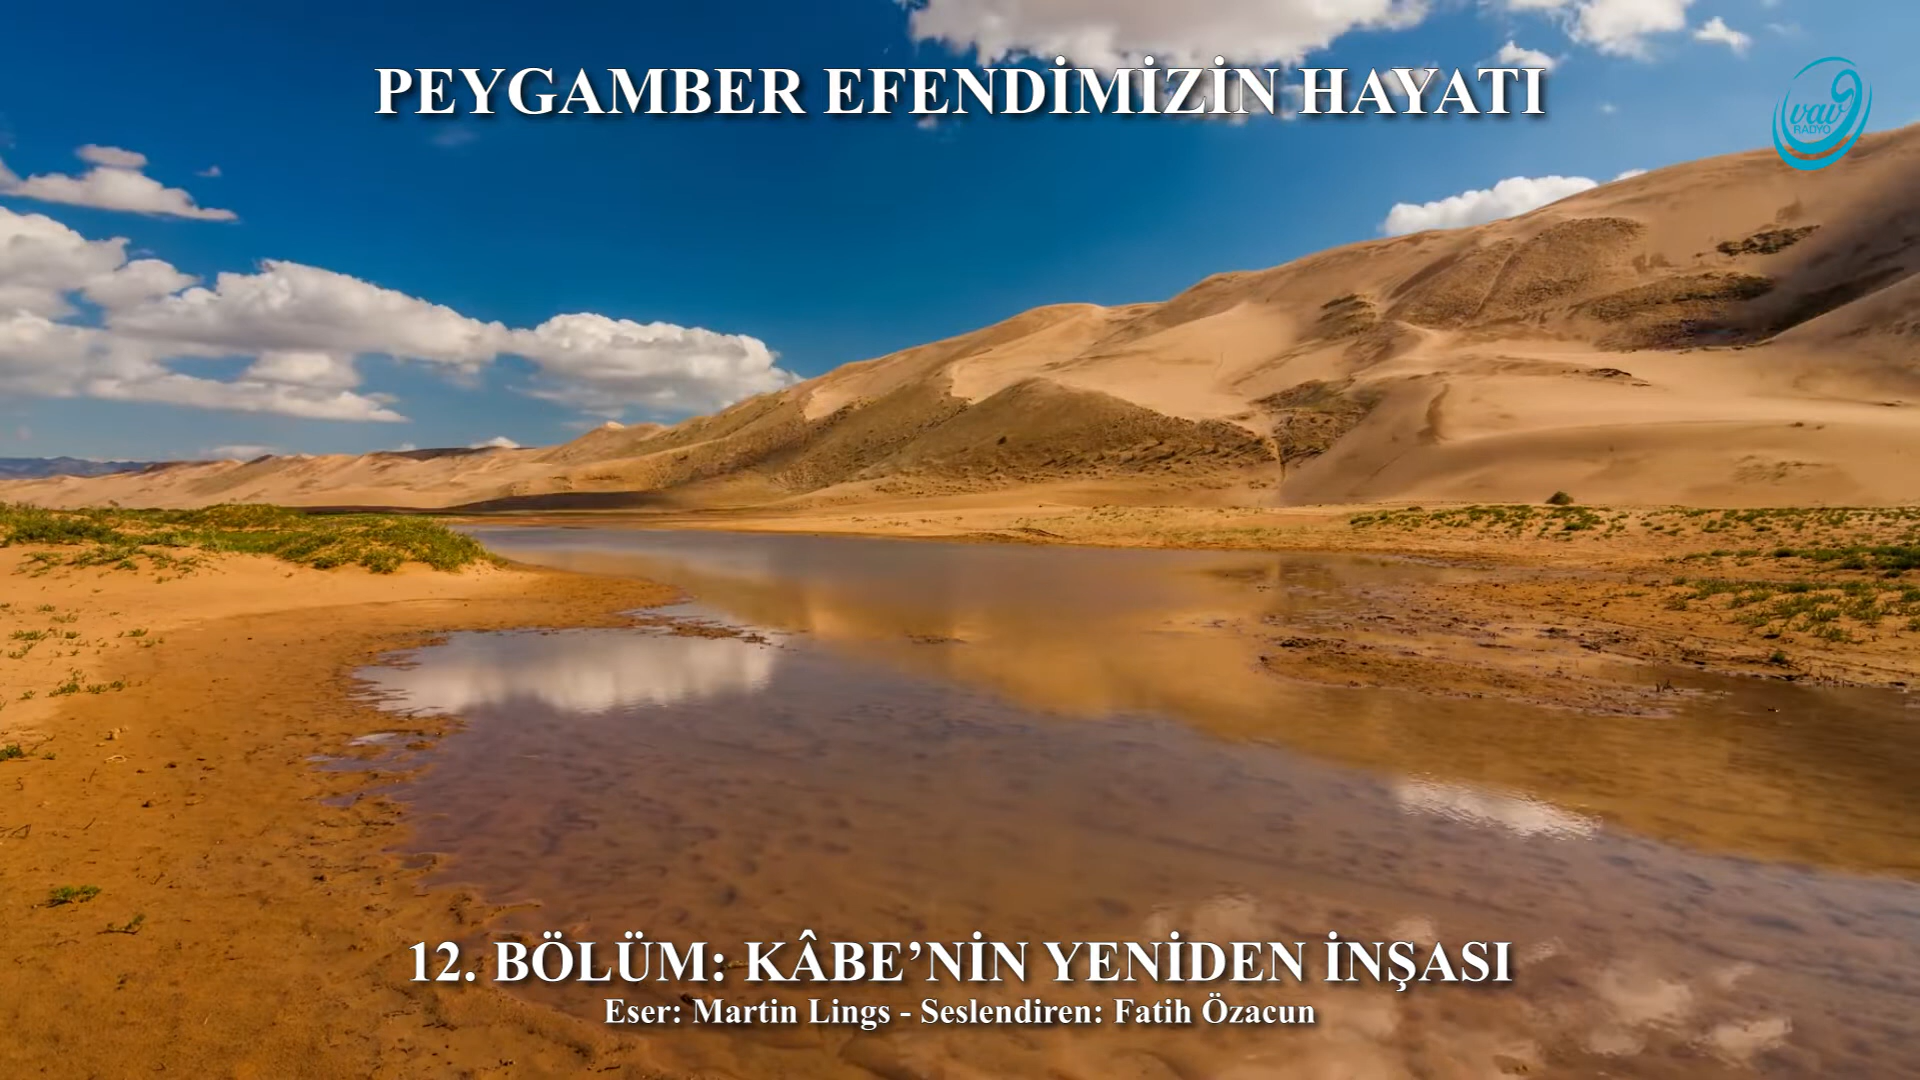 PEYGAMBER EFENDİMİZİN HAYATI
vav
RADYO
12. BÖLÜM: KÂBE’NİN YENİDEN İNŞASI
Eser: Martin Lings - Seslendiren: Fatih Özacun